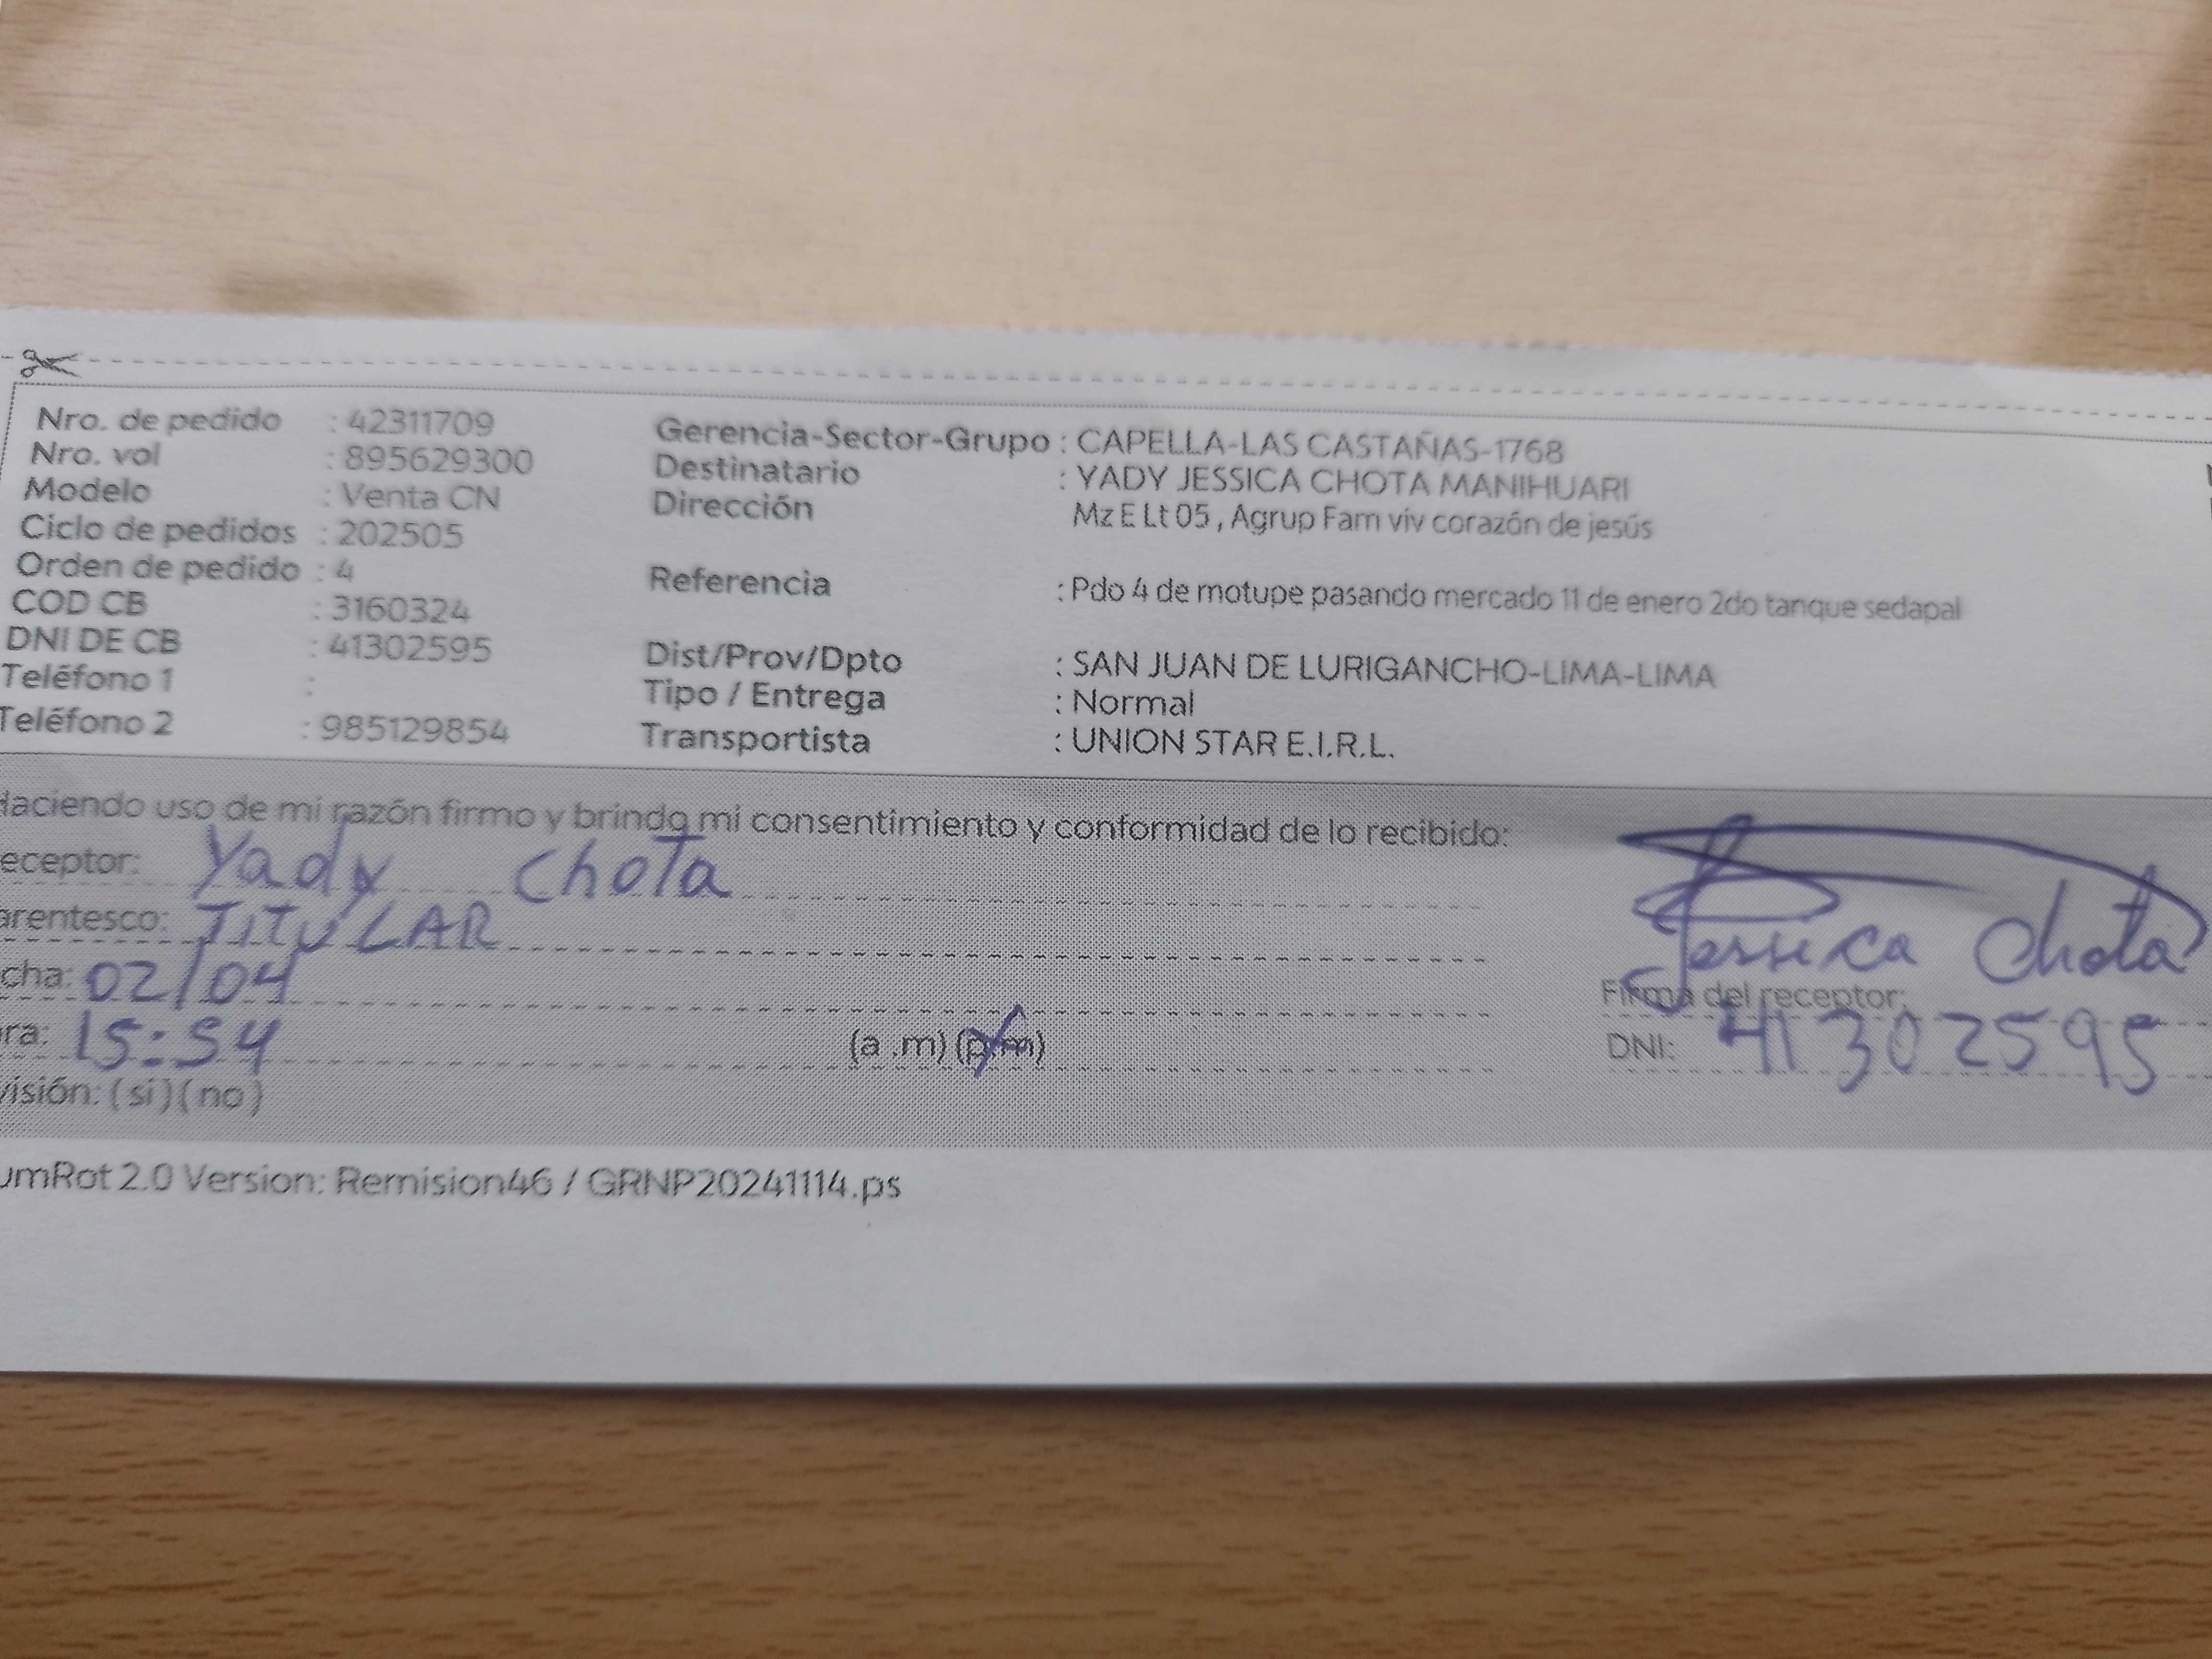 Nro. de pedido : 42311709
Nro. vol : 895629300
Modelo : Venta CN
Ciclo de pedidos : 202505
Orden de pedido : 4
COD CB : 3160324
DNI DE CB : 41302595
Teléfono 1 :
Teléfono 2 : 985129854
Gerencia-Sector-Grupo : CAPELLA-LAS CASTAÑAS-1768
Destinatario : YADY JESSICA CHOTA MANIHUARI
Dirección Mz E Lt 05 , Agrup Fam viv corazón de jesús
Referencia : Pdo 4 de motupe pasando mercado 11 de enero 2do tanque sedapal
Dist/Prov/Dpto : SAN JUAN DE LURIGANCHO-LIMA-LIMA
Tipo / Entrega : Normal
Transportista : UNION STAR E.I.R.L.
Haciendo uso de mi razón firmo y brindo mi consentimiento y conformidad de lo recibido:
eceptor: Yady Chota
arentesco: TITULAR
cha: 02/04
ra: 15:54 (a .m) (p.m)
visión: ( si ) ( no )
Jessica Chota
Firma del receptor:
DNI: 41302595
umRot 2.0 Version: Remision46 / GRNP20241114.ps